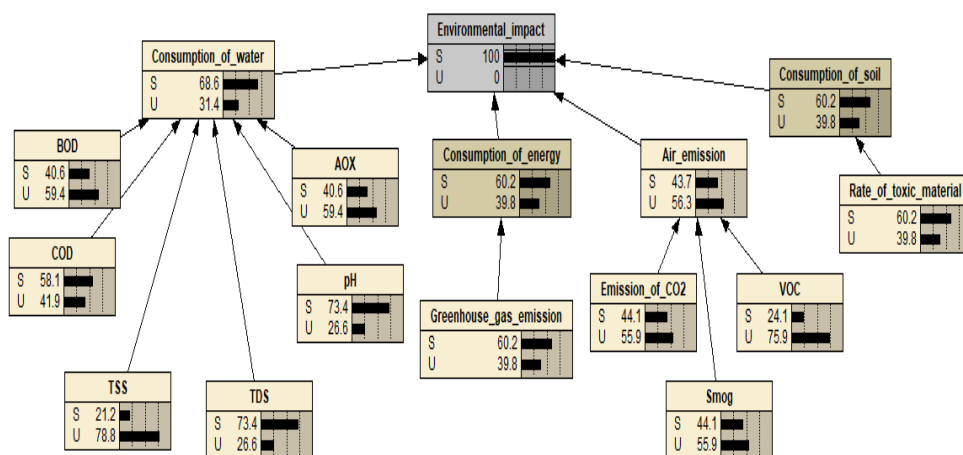 Environmental_impact
S 100
U 0
Consumption_of_water
S 68.6
U 31.4
Consumption_of_soil
S 60.2
U 39.8
BOD
S 40.6
U 59.4
AOX
S 40.6
U 59.4
Consumption_of_energy
S 60.2
U 39.8
Air_emission
S 43.7
U 56.3
Rate_of_toxic_material
S 60.2
U 39.8
COD
S 58.1
U 41.9
pH
S 73.4
U 26.6
Greenhouse_gas_emission
S 60.2
U 39.8
Emission_of_CO2
S 44.1
U 55.9
VOC
S 24.1
U 75.9
TSS
S 21.2
U 78.8
TDS
S 73.4
U 26.6
Smog
S 44.1
U 55.9